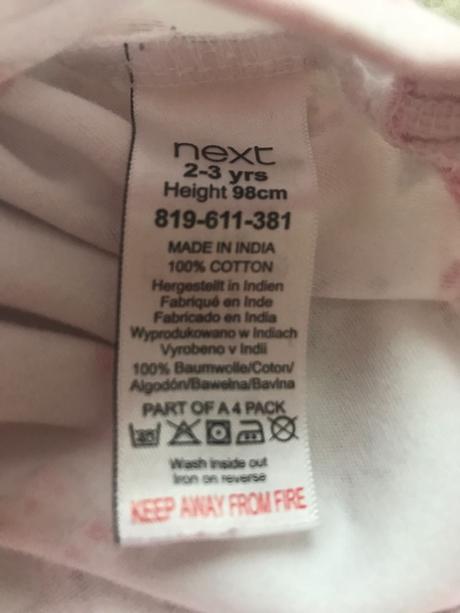 next
2-3 yrs
Height 98cm
819-611-381
MADE IN INDIA
100% COTTON
Hergestellt in Indien
Fabriqué en Inde
Fabricado en India
Wyprodukowano w Indiach
Vyrobeno v Indii
100% Baumwolle/Coton/
Algodón/Bawełna/Bavlna
PART OF A 4 PACK
Wash inside out
Iron on reverse
KEEP AWAY FROM FIRE